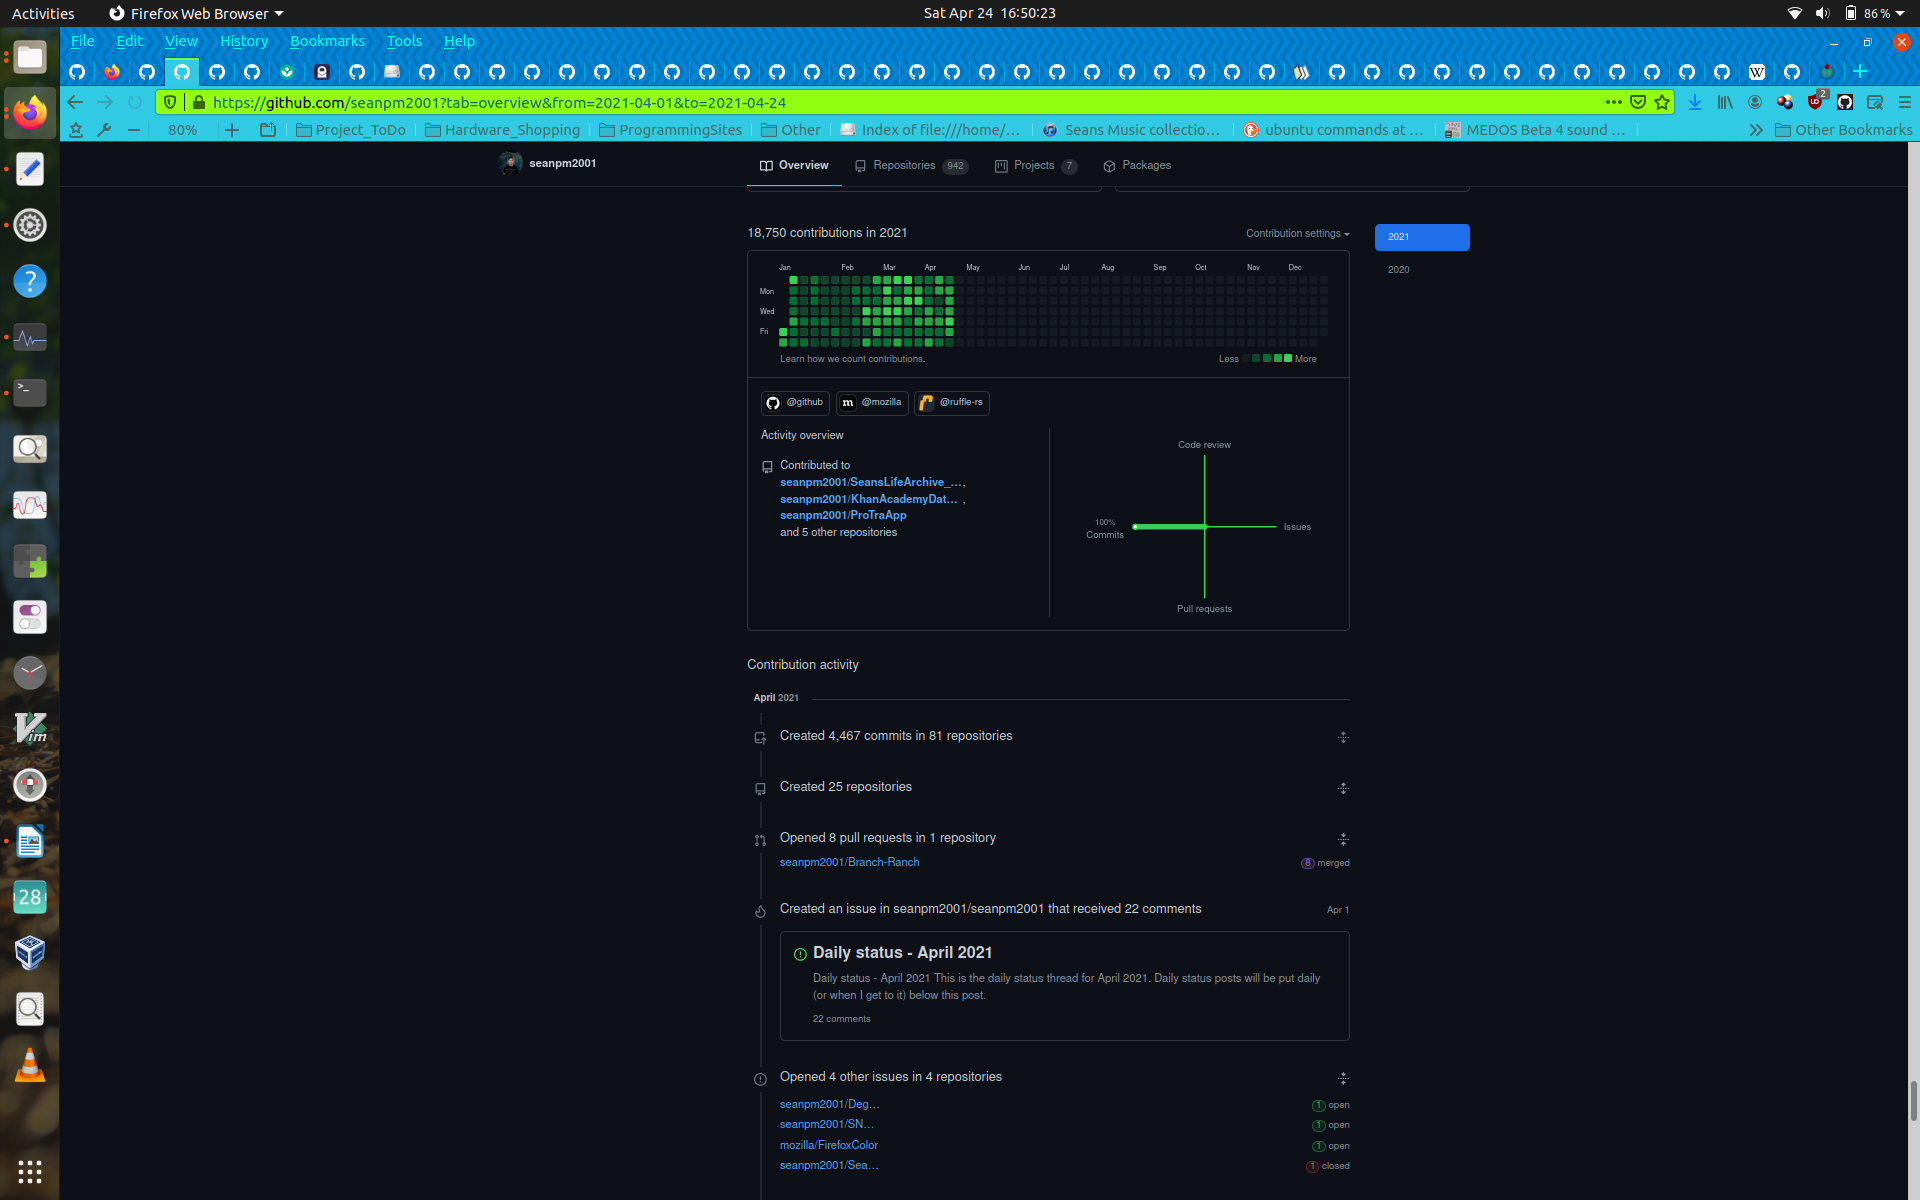 Activities
Firefox Web Browser
Sat Apr 24 16:50:23
86 %
File Edit View History Bookmarks Tools Help
https://github.com/seanpm2001?tab=overview&from=2021-04-01&to=2021-04-24
2
80%
Project_ToDo
Hardware_Shopping
ProgrammingSites
Other
Index of file:///home/...
Seans Music collectio...
ubuntu commands at ...
MEDOS Beta 4 sound ...
Other Bookmarks
seanpm2001
Overview
Repositories 942
Projects 7
Packages
18,750 contributions in 2021
Contribution settings
2021
2020
Jan Feb Mar Apr May Jun Jul Aug Sep Oct Nov Dec
Mon
Wed
Fri
Learn how we count contributions.
Less More
@github
@mozilla
@ruffle-rs
Activity overview
Contributed to
seanpm2001/SeansLifeArchive_...,
seanpm2001/KhanAcademyDat... ,
seanpm2001/ProTraApp
and 5 other repositories
Code review
100%
Commits
Issues
Pull requests
Contribution activity
April 2021
Created 4,467 commits in 81 repositories
Created 25 repositories
Opened 8 pull requests in 1 repository
seanpm2001/Branch-Ranch
8 merged
Created an issue in seanpm2001/seanpm2001 that received 22 comments
Apr 1
Daily status - April 2021
Daily status - April 2021 This is the daily status thread for April 2021. Daily status posts will be put daily
(or when I get to it) below this post.
22 comments
Opened 4 other issues in 4 repositories
seanpm2001/Deg...
1 open
seanpm2001/SN...
1 open
mozilla/FirefoxColor
1 open
seanpm2001/Sea...
1 closed
28
Vim